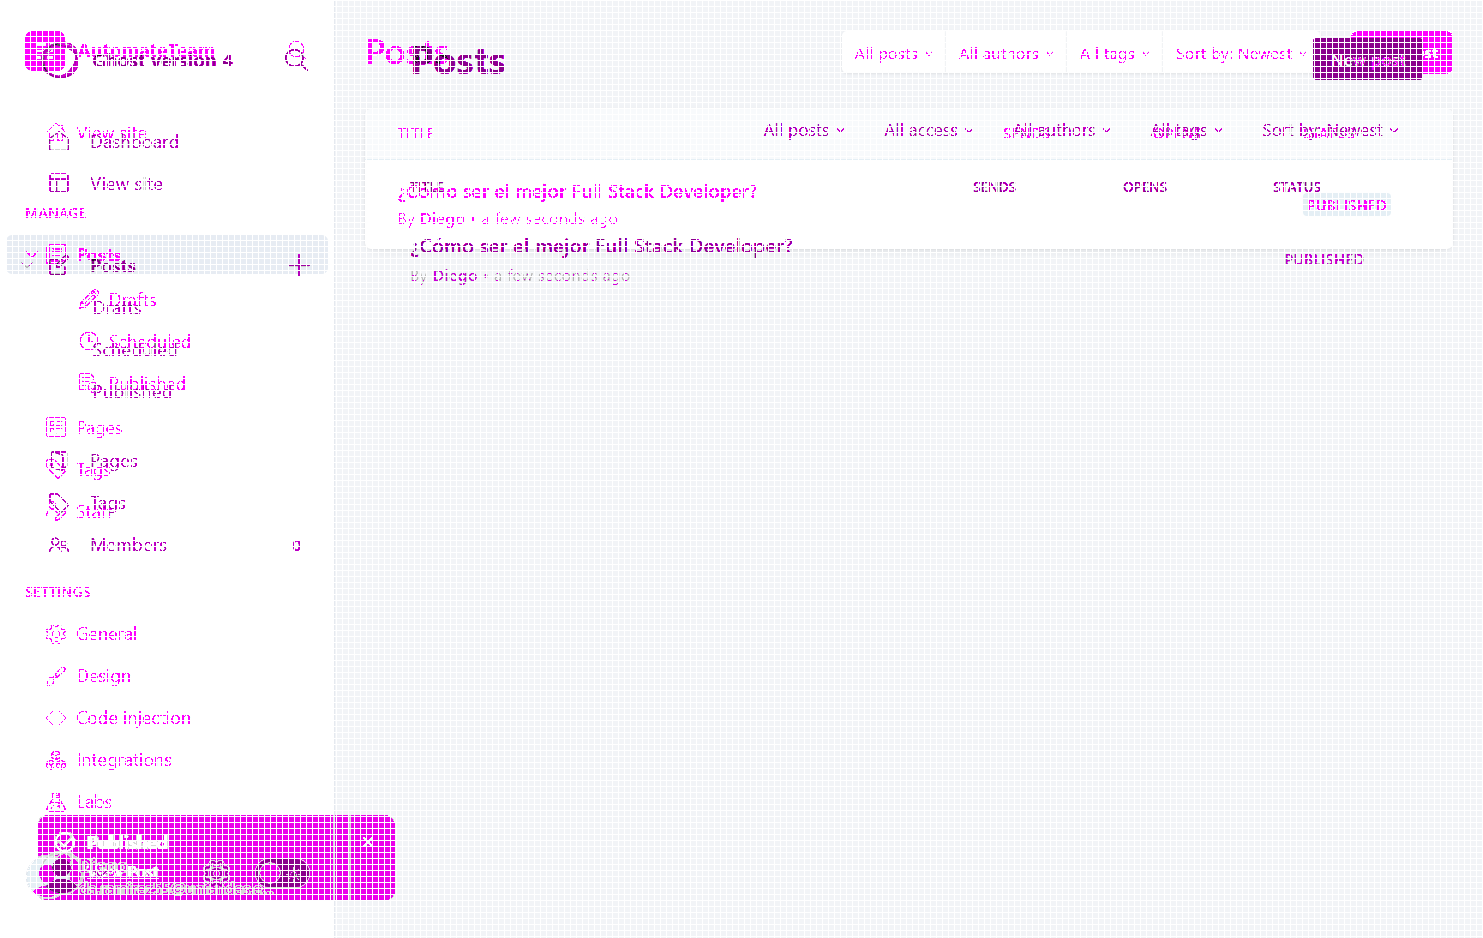 AutomateTeam
Ghost version 4
Posts
Posts
All posts
All authors
All tags
Sort by: Newest
View site
Dashboard
View site
MANAGE
Posts
Posts
Drafts
Drafts
Scheduled
Scheduled
Published
Published
Pages
Pages
Tags
Tags
Staff
Members
0
SETTINGS
General
Design
Code injection
Integrations
Labs
TITLE
All posts
All access
All authors
All tags
Sort by: Newest
SENDS
OPENS
STATUS
¿Cómo ser el mejor Full Stack Developer?
By Diego • a few seconds ago
PUBLISHED
¿Cómo ser el mejor Full Stack Developer?
By Diego • a few seconds ago
PUBLISHED
Published